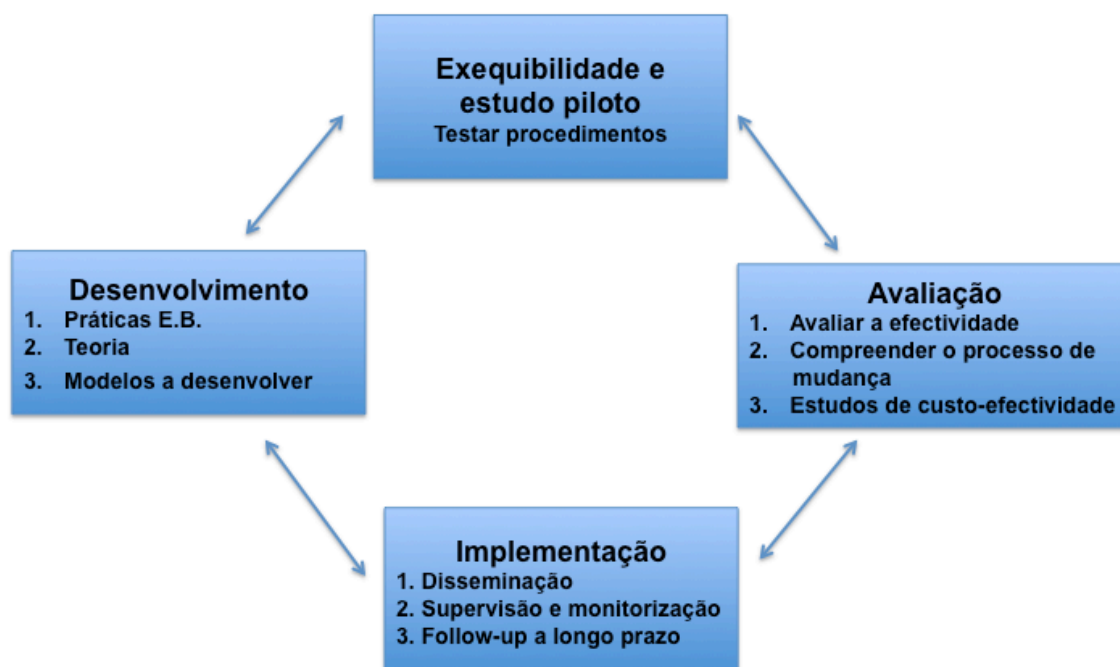 Exequibilidade e
estudo piloto
Testar procedimentos
Desenvolvimento
1. Práticas E.B.
2. Teoria
3. Modelos a desenvolver
Avaliação
1. Avaliar a efectividade
2. Compreender o processo de
mudança
3. Estudos de custo-efectividade
Implementação
1. Disseminação
2. Supervisão e monitorização
3. Follow-up a longo prazo